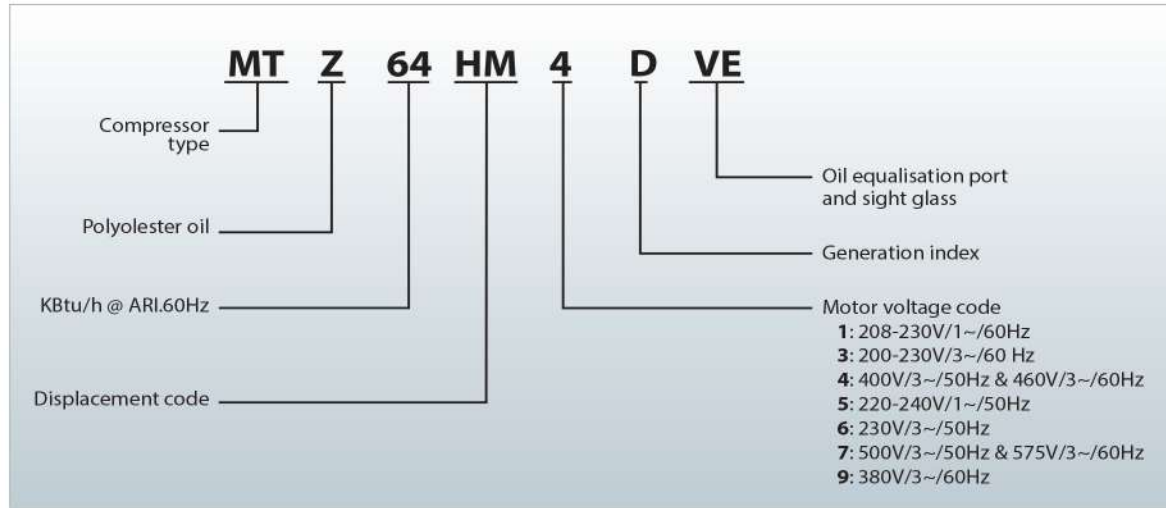 MT Z 64 HM 4 D VE
Compressor
type
Polyolester oil
KBtu/h @ ARI.60Hz
Displacement code
Oil equalisation port
and sight glass
Generation index
Motor voltage code
1: 208-230V/1~/60Hz
3: 200-230V/3~/60 Hz
4: 400V/3~/50Hz & 460V/3~/60Hz
5: 220-240V/1~/50Hz
6: 230V/3~/50Hz
7: 500V/3~/50Hz & 575V/3~/60Hz
9: 380V/3~/60Hz